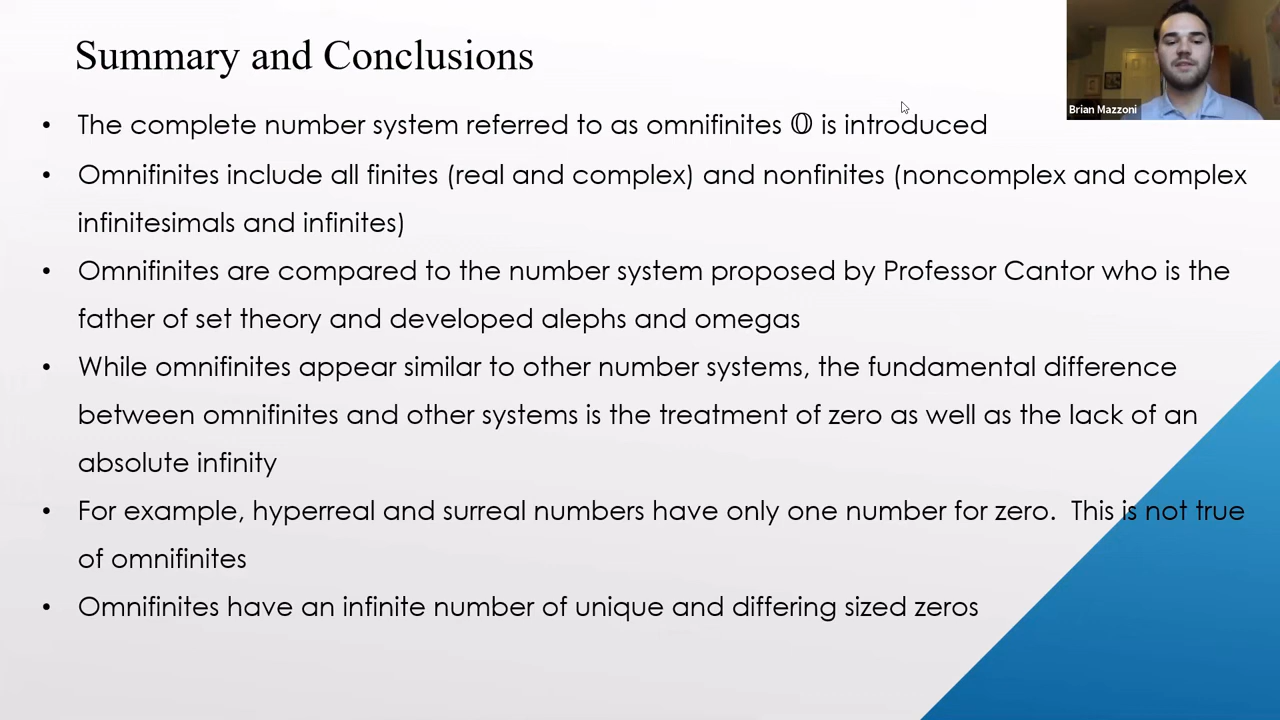 Summary and Conclusions
Brian Mazzoni
• The complete number system referred to as omnifinites 𝕆 is introduced
• Omnifinites include all finites (real and complex) and nonfinites (noncomplex and complex
infinitesimals and infinites)
• Omnifinites are compared to the number system proposed by Professor Cantor who is the
father of set theory and developed alephs and omegas
• While omnifinites appear similar to other number systems, the fundamental difference
between omnifinites and other systems is the treatment of zero as well as the lack of an
absolute infinity
• For example, hyperreal and surreal numbers have only one number for zero.  This is not true
of omnifinites
• Omnifinites have an infinite number of unique and differing sized zeros